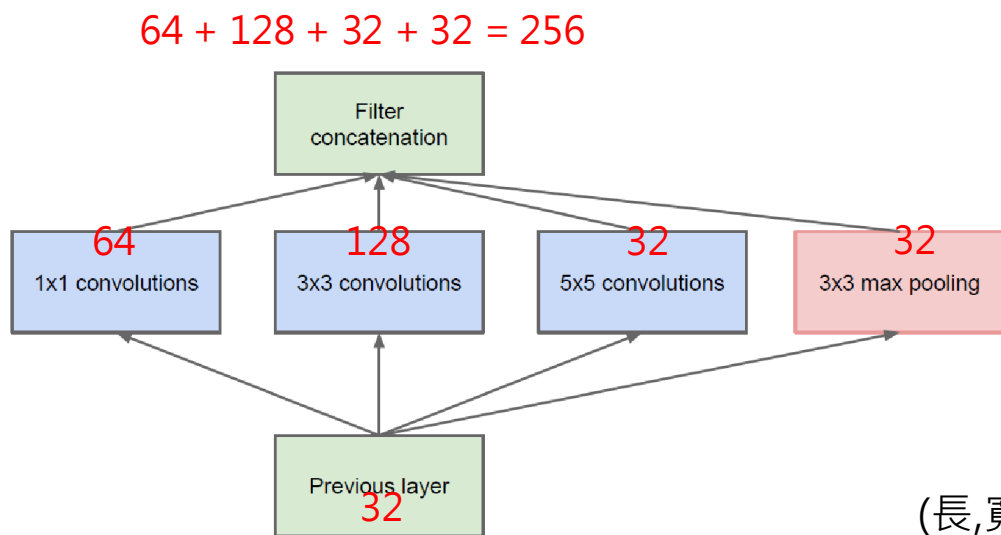 64 + 128 + 32 + 32 = 256
Filter
concatenation
64
128
32
32
1x1 convolutions
3x3 convolutions
5x5 convolutions
3x3 max pooling
Previous layer
32
(長,